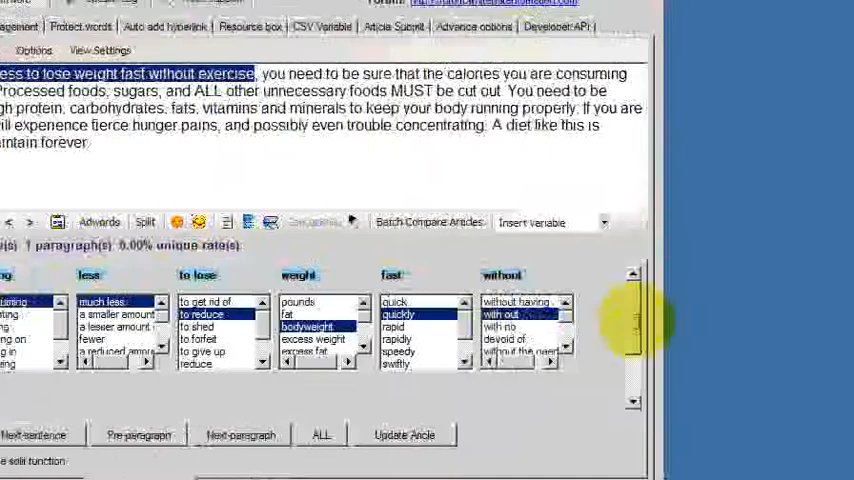 Protect words Auto add hyperlink Resource box CSV Variable Article Submit Advance options Developer API
Options View Settings
ess to lose weight fast without exercise, you need to be sure that the calories you are consuming
Processed foods, sugars, and ALL other unnecessary foods MUST be cut out. You need to be
gh protein, carbohydrates, fats, vitamins and minerals to keep your body running properly. If you are
ill experience fierce hunger pains, and possibly even trouble concentrating. A diet like this is
aintain forever
< > Adwords Split Batch Compare Articles Insert Variable
(s) 1 paragraph(s) 0.00% unique rate(s)
less to lose weight fast without
much less to get rid of pounds quick without having
a smaller amount to reduce fat quickly with out
a lesser amount to shed bodyweight rapid with no
fewer to forfeit excess weight rapidly devoid of
a reduced amou to give up excess fat speedy without the need
reduce swiftly
Next-sentence Pre-paragraph Next-paragraph ALL Update Article
e split function